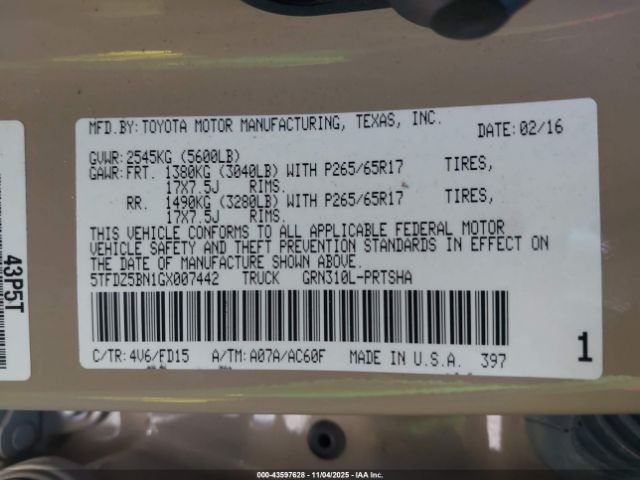 MFD.BY:TOYOTA MOTOR MANUFACTURING, TEXAS, INC.
DATE:02/16
GVWR:2545KG (5600LB)
GAWR:FRT. 1380KG (3040LB) WITH P265/65R17 TIRES,
17X7.5J RIMS.
RR. 1490KG (3280LB) WITH P265/65R17 TIRES,
17X7.5J RIMS.
THIS VEHICLE CONFORMS TO ALL APPLICABLE FEDERAL MOTOR
VEHICLE SAFETY AND THEFT PREVENTION STANDARDS IN EFFECT ON
THE DATE OF MANUFACTURE SHOWN ABOVE.
5TFDZ5BN1GX007442 TRUCK GRN310L-PRTSHA
C/TR:4V6/FD15 A/TM:A07A/AC60F MADE IN U.S.A. 397
1
43P5T
000-43597628 - 11/04/2025 - IAA Inc.